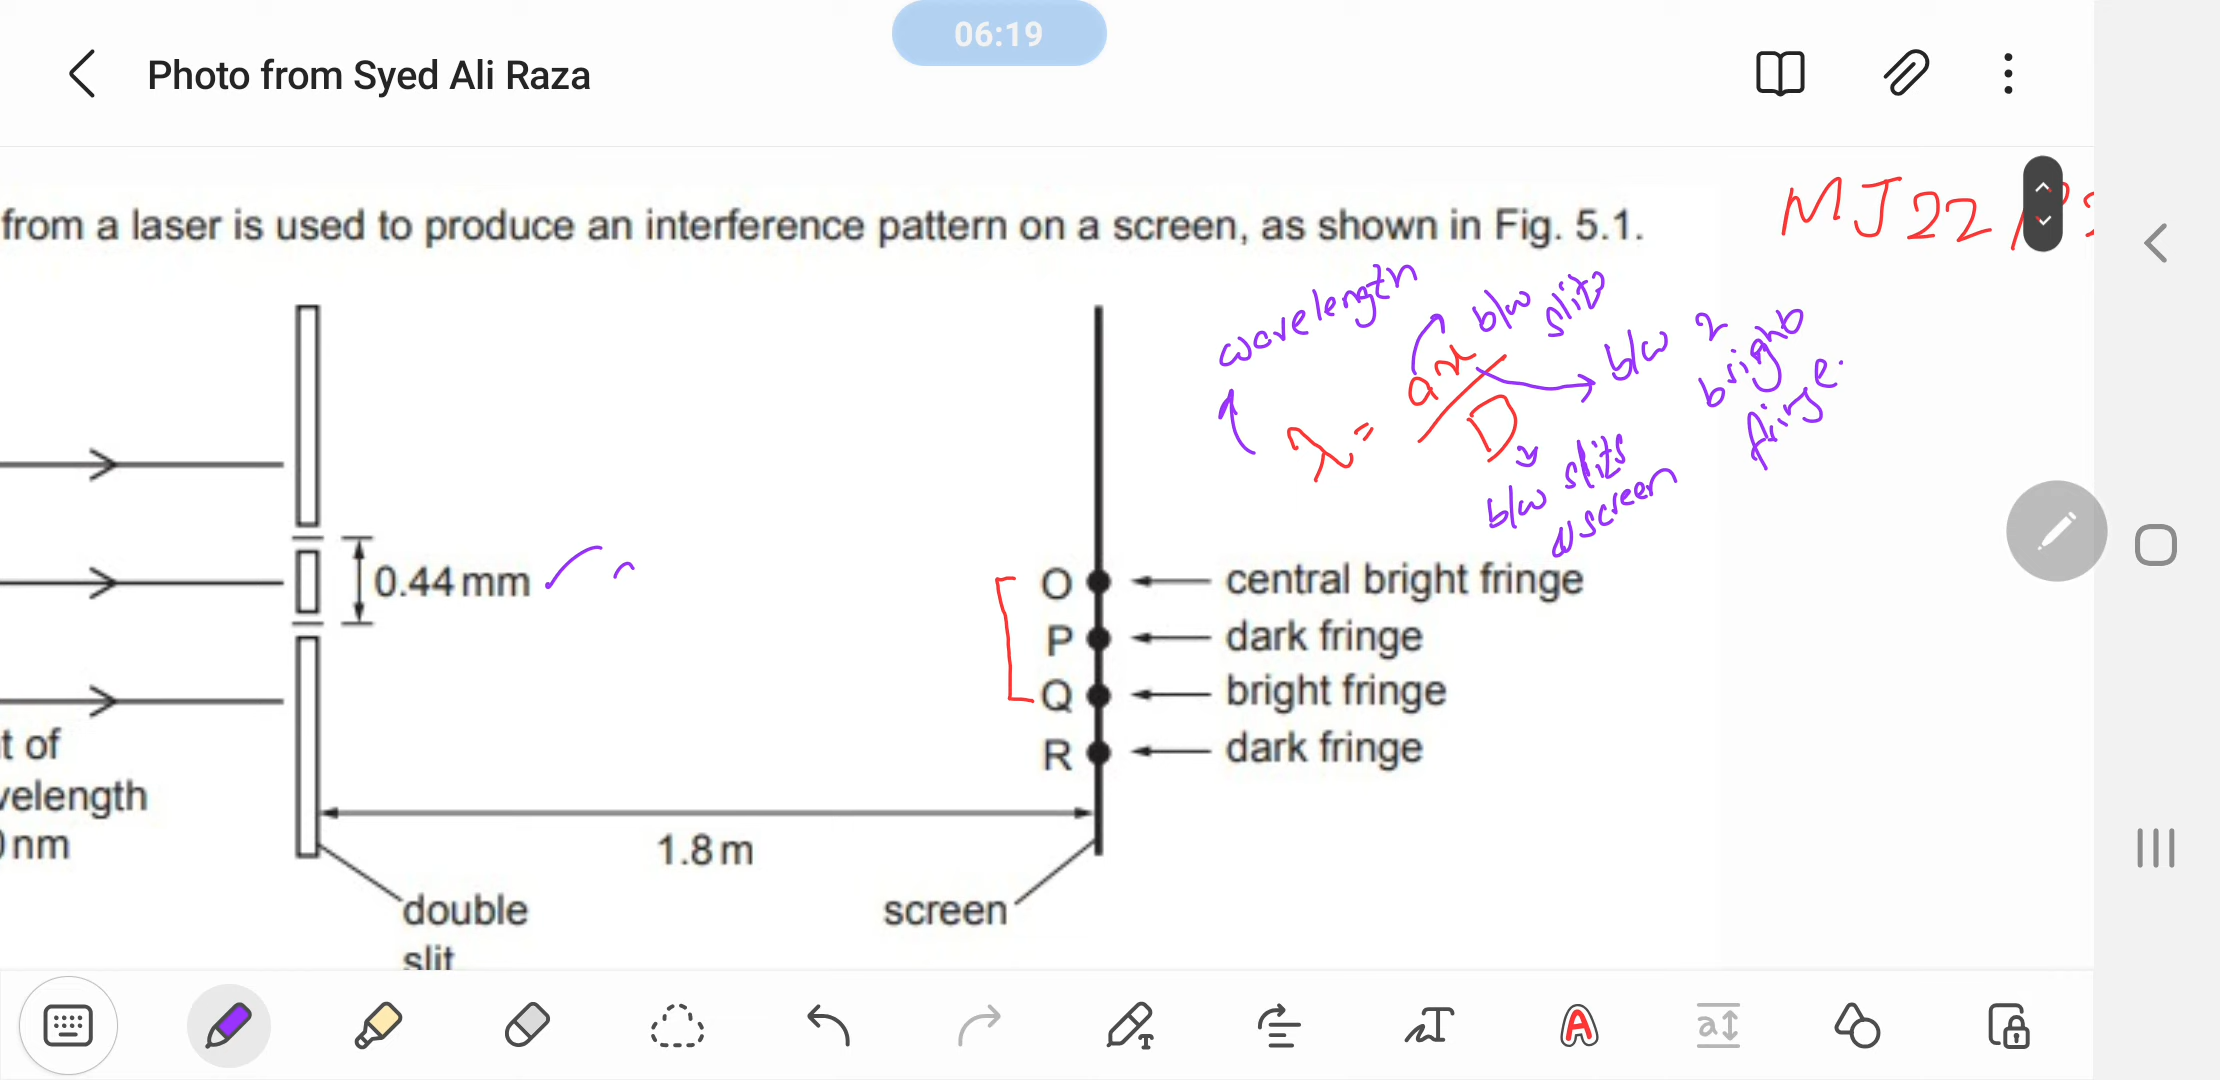 06:19
Photo from Syed Ali Raza
from a laser is used to produce an interference pattern on a screen, as shown in Fig. 5.1.
MJ22/
wavelength
b/w slits
b/w 2
bright
λ= ax/D
b/w slits
screen
0.44 mm
O central bright fringe
P dark fringe
Q bright fringe
R dark fringe
t of
velength
0 nm
1.8 m
double
slit
screen